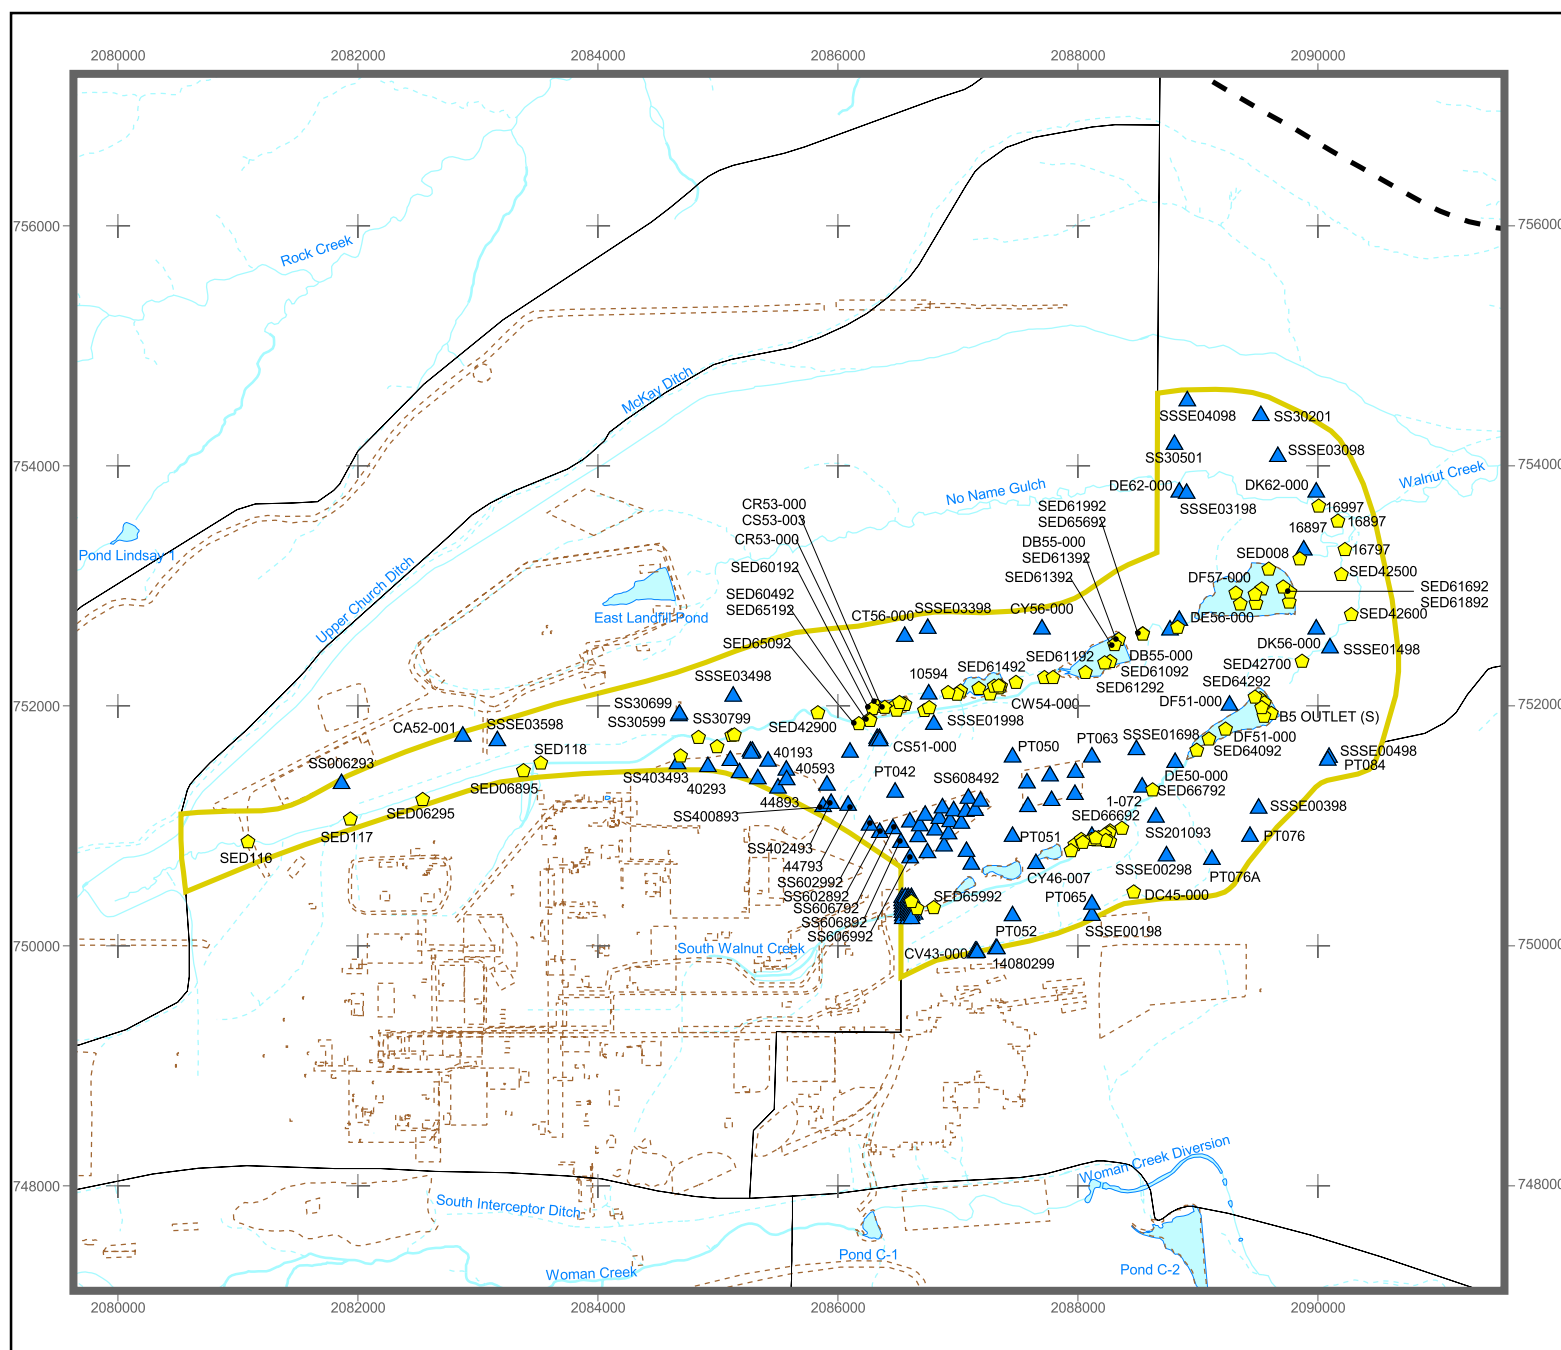 2080000
2082000
2084000
2086000
2088000
2090000
756000
756000
Rock Creek
McKay Ditch
SSSE04098
SS30201
SS30501
SSSE03098
754000
754000
Walnut Creek
No Name Gulch
DE62-000
DK62-000
SSSE03198
16997
16897
16897
16797
CR53-000
CS53-003
CR53-000
SED60192
SED60492
SED65192
SED65092
SED61992
SED65692
DB55-000
SED61392
SED61392
SED008
SED42500
DF57-000
SED61692
SED61892
SED42600
Pond Lindsay 1
Upper Church Ditch
East Landfill Pond
CT56-000
SSSE03398
CY56-000
DE56-000
DK56-000
SSSE01498
SSSE03498
10594
SED61492
SED61192
DB55-000
SED61092
SED61292
SED42700
SED64292
DF51-000
752000
752000
SS30699
SS30599
SS30799
CA52-001
SSSE03598
SED42900
SSSE01998
CW54-000
B5 OUTLET (S)
DF51-000
SED64092
SS006293
SED118
SED06895
SS403493
40193
40593
40293
CS51-000
PT042
PT050
PT063
SSSE01698
SSSE00498
PT084
DE50-000
SED66792
SED06295
SED117
SED116
44893
SS400893
SS402493
44793
SS608492
1-072
SED66692
SS201093
SSSE00398
PT076
PT051
SS602992
SS602892
SS606792
SS606892
SS606992
SED65992
CY46-007
PT065
SSSE00298
PT076A
DC45-000
750000
750000
South Walnut Creek
CV43-000
PT052
14080299
SSSE00198
748000
748000
Woman Creek Diversion
South Interceptor Ditch
Woman Creek
Pond C-1
Pond C-2
2080000
2082000
2084000
2086000
2088000
2090000